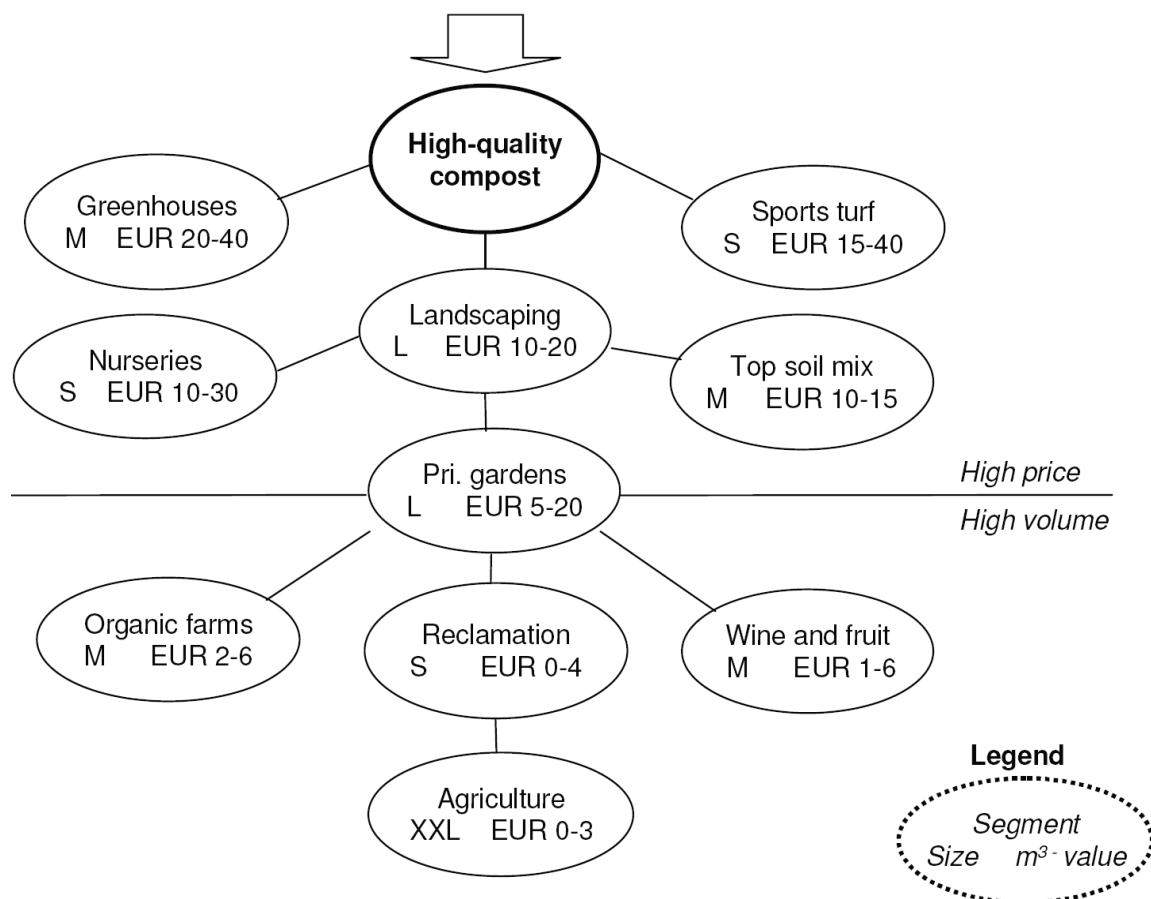 High-quality
compost
Greenhouses
M EUR 20-40
Sports turf
S EUR 15-40
Landscaping
L EUR 10-20
Nurseries
S EUR 10-30
Top soil mix
M EUR 10-15
Pri. gardens
L EUR 5-20
High price
High volume
Organic farms
M EUR 2-6
Reclamation
S EUR 0-4
Wine and fruit
M EUR 1-6
Agriculture
XXL EUR 0-3
Legend
Segment
Size m³ - value